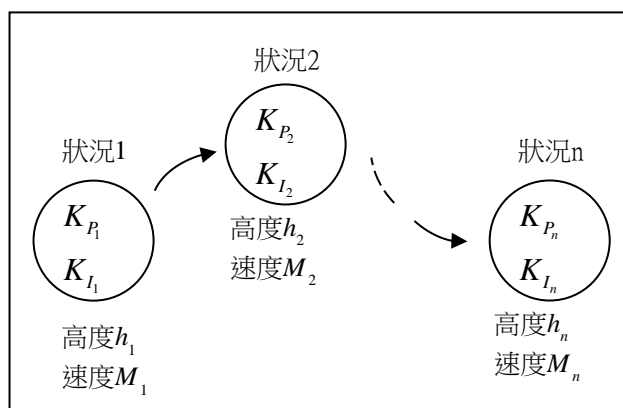 狀況1
K_{P_1}
K_{I_1}
高度h_1
速度M_1
狀況2
K_{P_2}
K_{I_2}
高度h_2
速度M_2
狀況n
K_{P_n}
K_{I_n}
高度h_n
速度M_n